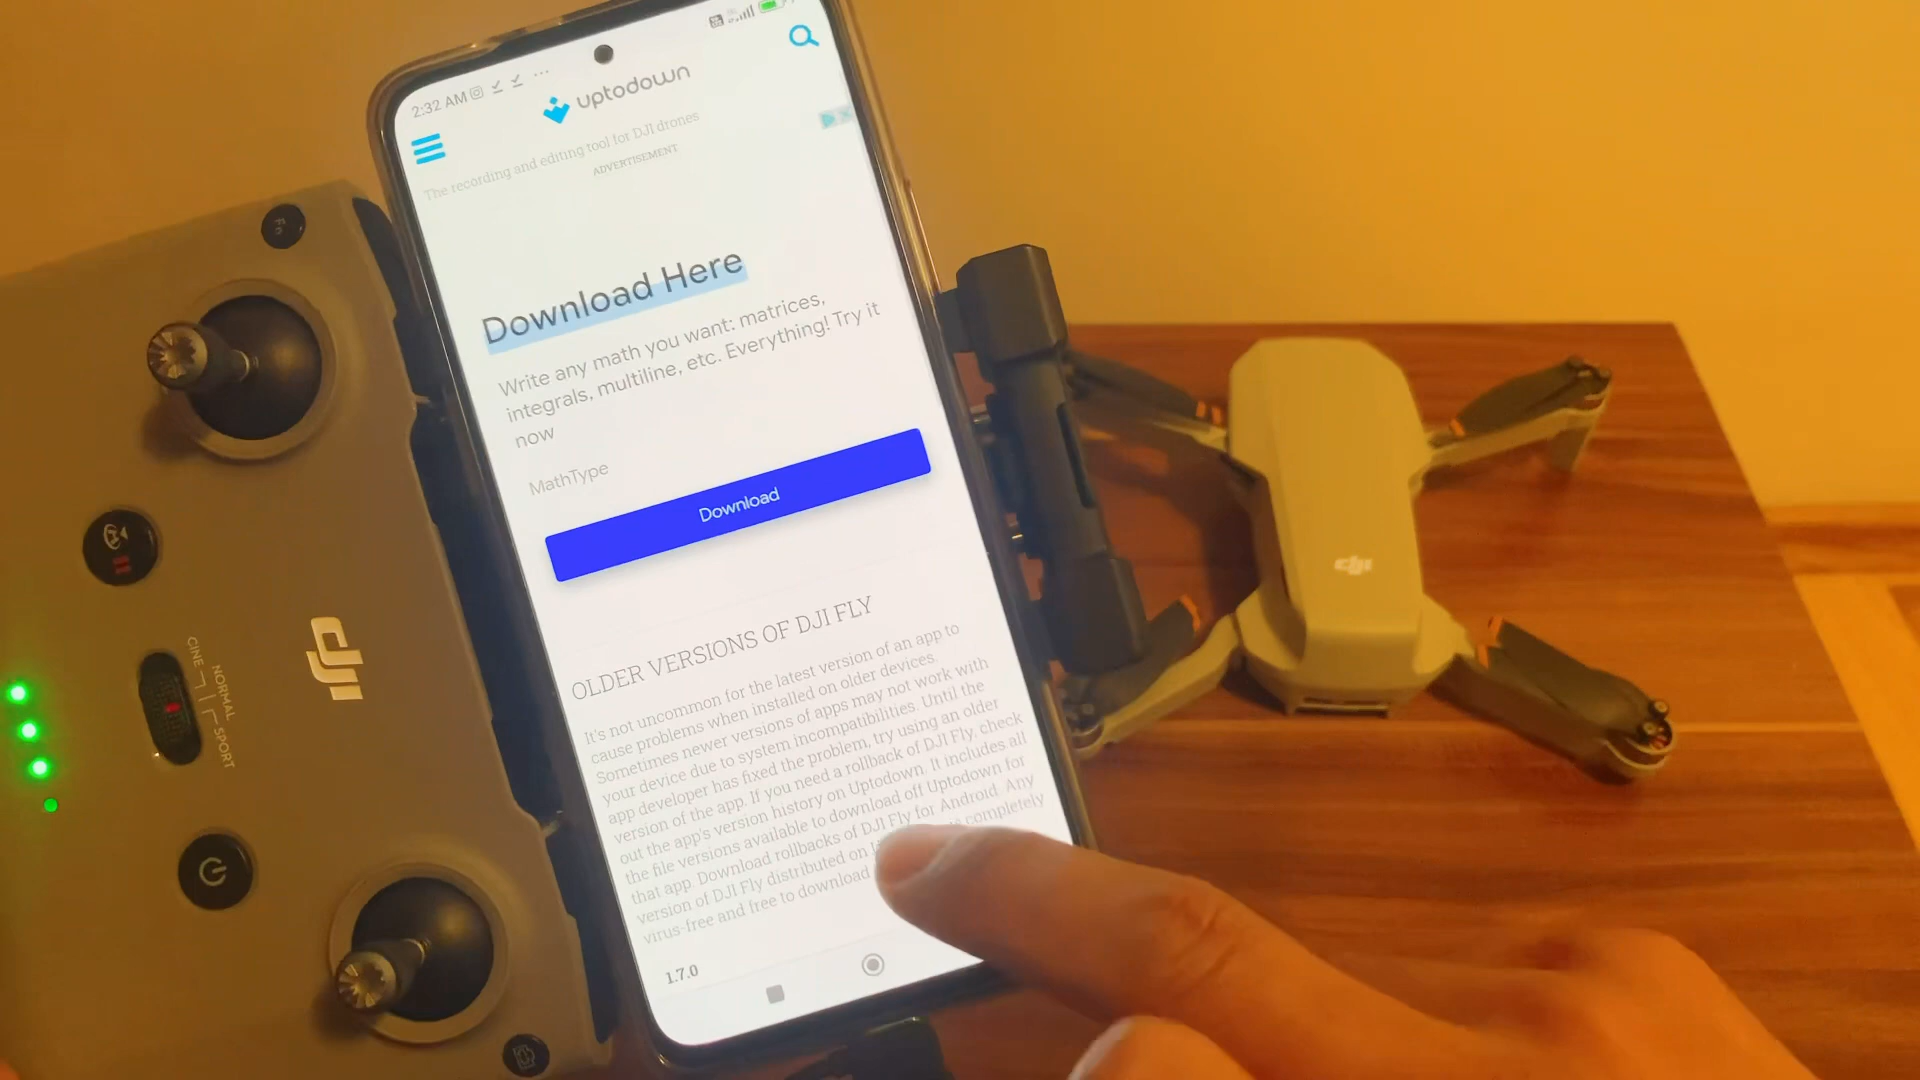 2:32 AM
uptodown
The recording and editing tool for DJI drones
ADVERTISEMENT
Download Here
Write any math you want: matrices,
integrals, multiline, etc. Everything! Try it
now
MathType
Download
OLDER VERSIONS OF DJI FLY
It's not uncommon for the latest version of an app to
cause problems when installed on older devices.
Sometimes newer versions of apps may not work with
your device due to system incompatibilities. Until the
app developer has fixed the problem, try using an older
version of the app. If you need a rollback of DJI Fly, check
out the app's version history on Uptodown. It includes all
the file versions available to download off Uptodown for
that app. Download rollbacks of DJI Fly for Android. Any
version of DJI Fly distributed on is completely
virus-free and free to download
1.7.0
Fn
CINE
NORMAL
SPORT
dji
dji